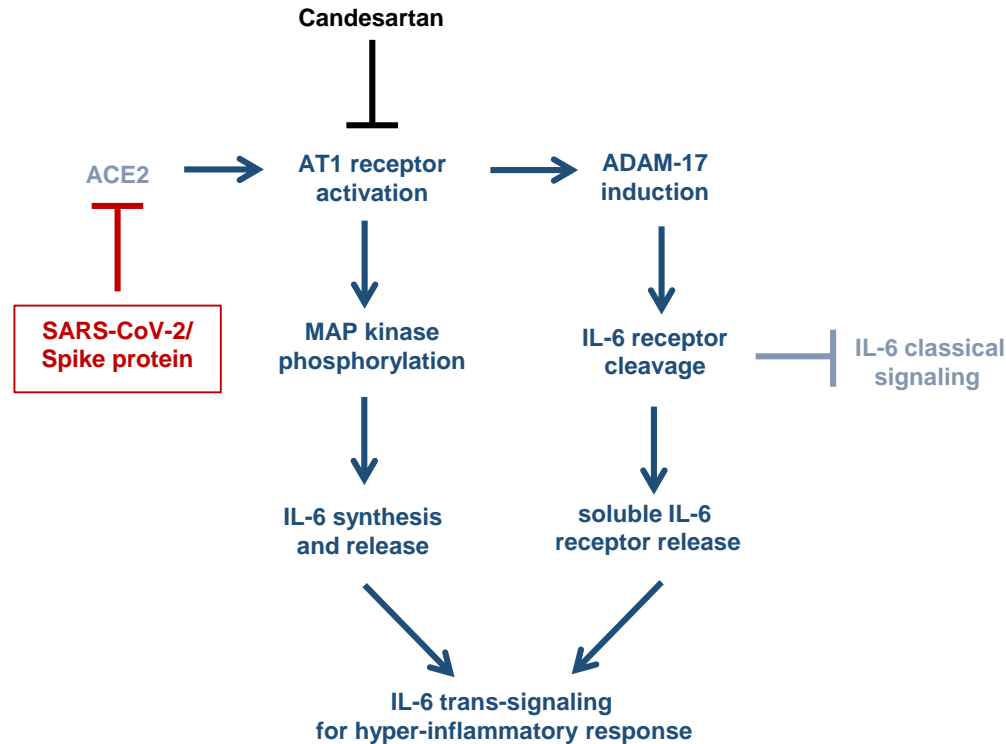 Candesartan
ACE2
AT1 receptor
activation
ADAM-17
induction
SARS-CoV-2/
Spike protein
MAP kinase
phosphorylation
IL-6 receptor
cleavage
IL-6 classical
signaling
IL-6 synthesis
and release
soluble IL-6
receptor release
IL-6 trans-signaling
for hyper-inflammatory response